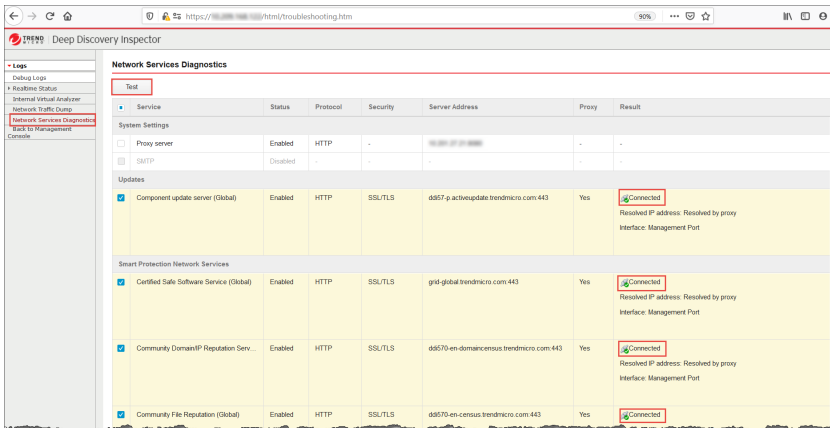 https:// /html/troubleshooting.htm
90%
TREND MICRO Deep Discovery Inspector
Logs
Debug Logs
Realtime Status
Internal Virtual Analyzer
Network Traffic Dump
Network Services Diagnostics
Back to Management
Console
Network Services Diagnostics
Test
Service Status Protocol Security Server Address Proxy Result
System Settings
Proxy server Enabled HTTP - - -
SMTP Disabled - - - - -
Updates
Component update server (Global) Enabled HTTP SSL/TLS ddi57-p.activeupdate.trendmicro.com:443 Yes Connected
Resolved IP address: Resolved by proxy
Interface: Management Port
Smart Protection Network Services
Certified Safe Software Service (Global) Enabled HTTP SSL/TLS grid-global.trendmicro.com:443 Yes Connected
Resolved IP address: Resolved by proxy
Interface: Management Port
Community Domain/IP Reputation Serv... Enabled HTTP SSL/TLS ddi570-en-domaincensus.trendmicro.com:443 Yes Connected
Resolved IP address: Resolved by proxy
Interface: Management Port
Community File Reputation (Global) Enabled HTTP SSL/TLS ddi570-en-census.trendmicro.com:443 Yes Connected